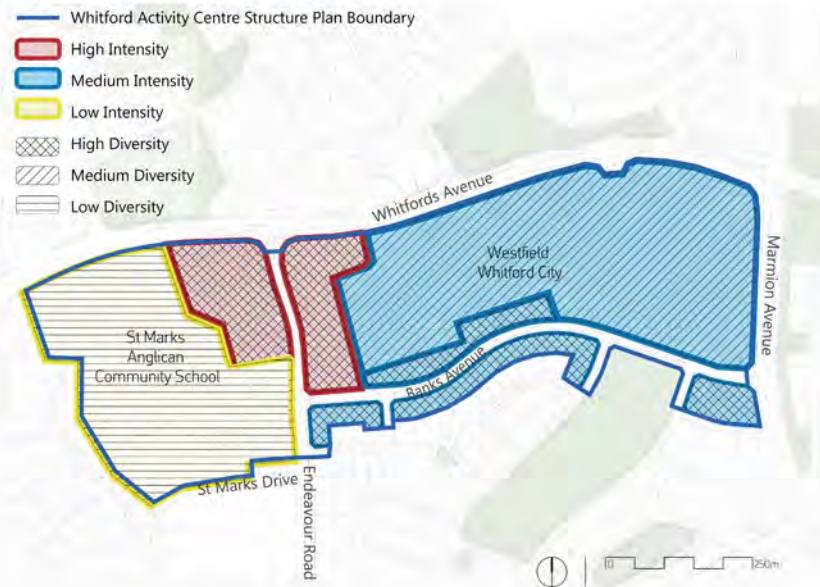 Whitford Activity Centre Structure Plan Boundary
High Intensity
Medium Intensity
Low Intensity
High Diversity
Medium Diversity
Low Diversity
Whitfords Avenue
Westfield
Whitford City
Marmion Avenue
St Marks
Anglican
Community School
Banks Avenue
St Marks Drive
Endeavour Road
0
250m